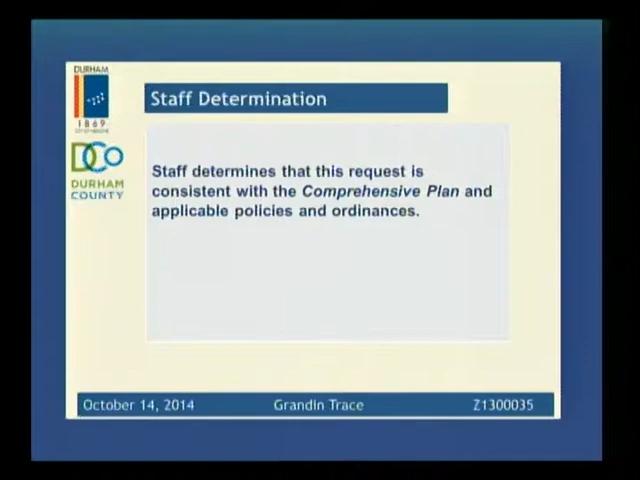 DURHAM
1869
DCo
DURHAM
COUNTY
Staff Determination
Staff determines that this request is
consistent with the Comprehensive Plan and
applicable policies and ordinances.
October 14, 2014
Grandin Trace
Z1300035